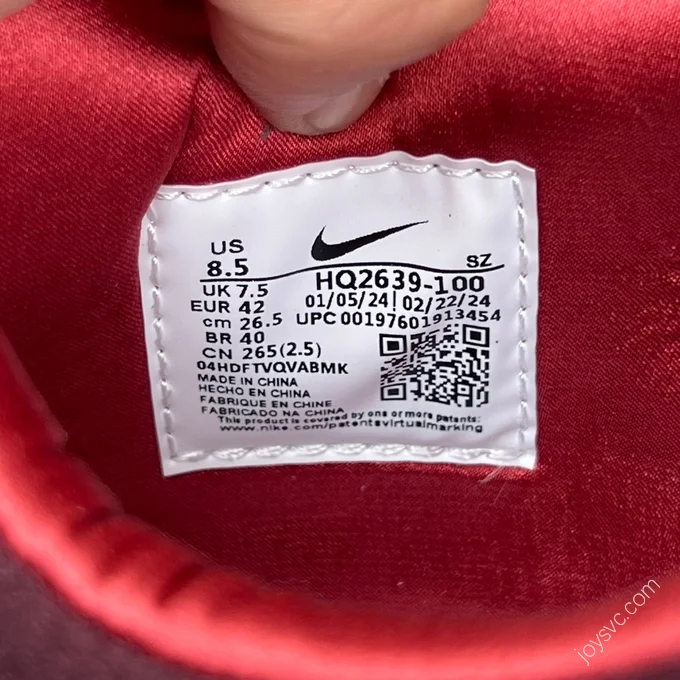 US
8.5
SZ
UK 7.5
HQ2639-100
EUR 42
01/05/24| 02/22/24
cm 26.5
UPC 00197601913454
BR 40
CN 265(2.5)
04HDFTVQVABMK
MADE IN CHINA
HECHO EN CHINA
FABRIQUE EN CHINE
FABRICADO NA CHINA
This product is covered by one or more patents:
www.nike.com/patentsvirtualmarking
joysvc.com